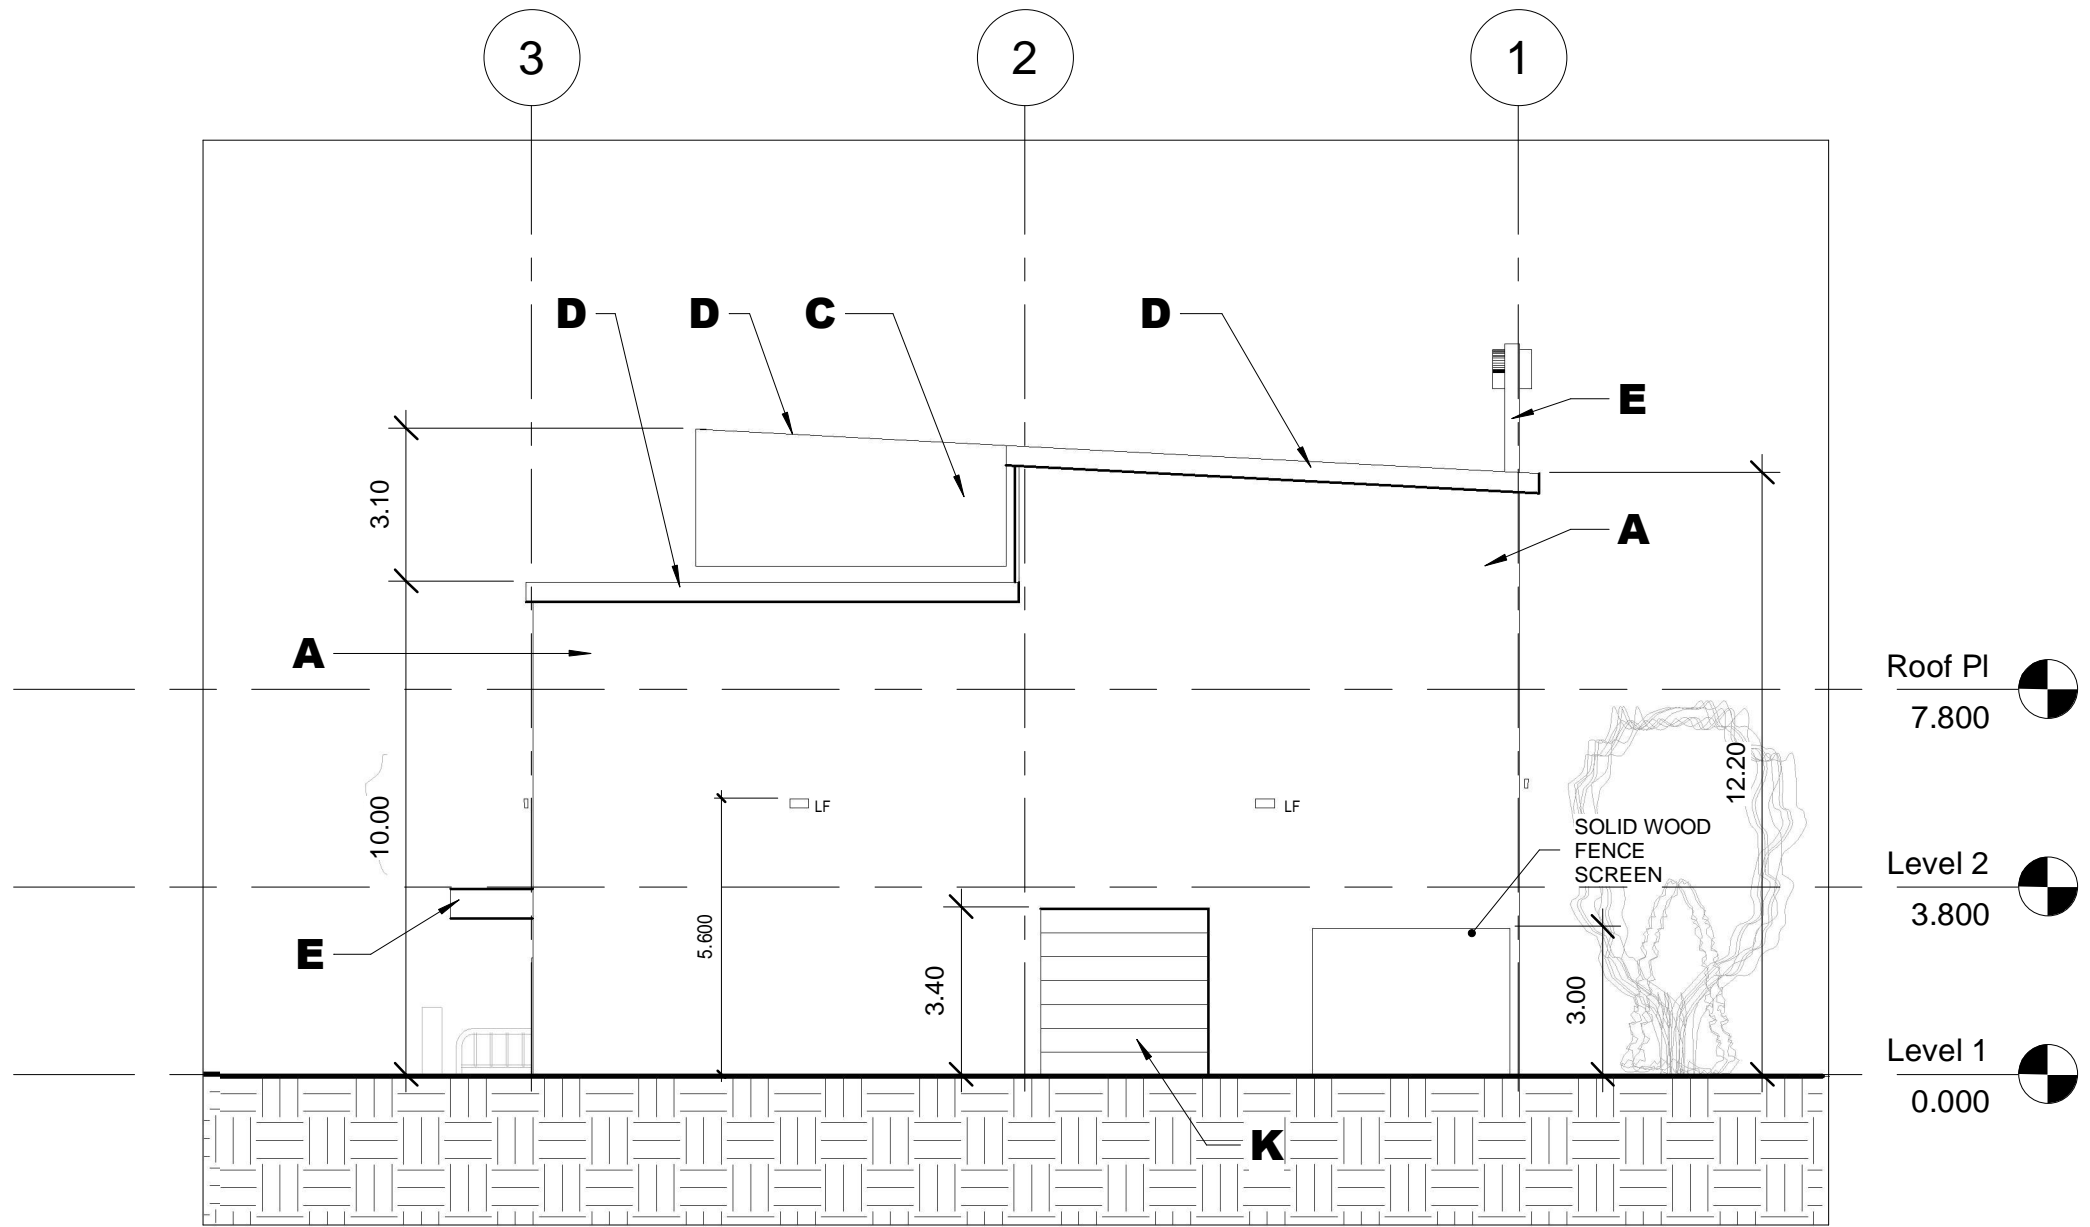 3
2
1
D
D
C
D
E
3.10
A
A
Roof Pl
7.800
12.20
10.00
LF
LF
SOLID WOOD
FENCE
SCREEN
Level 2
3.800
E
5.600
3.40
3.00
Level 1
0.000
K